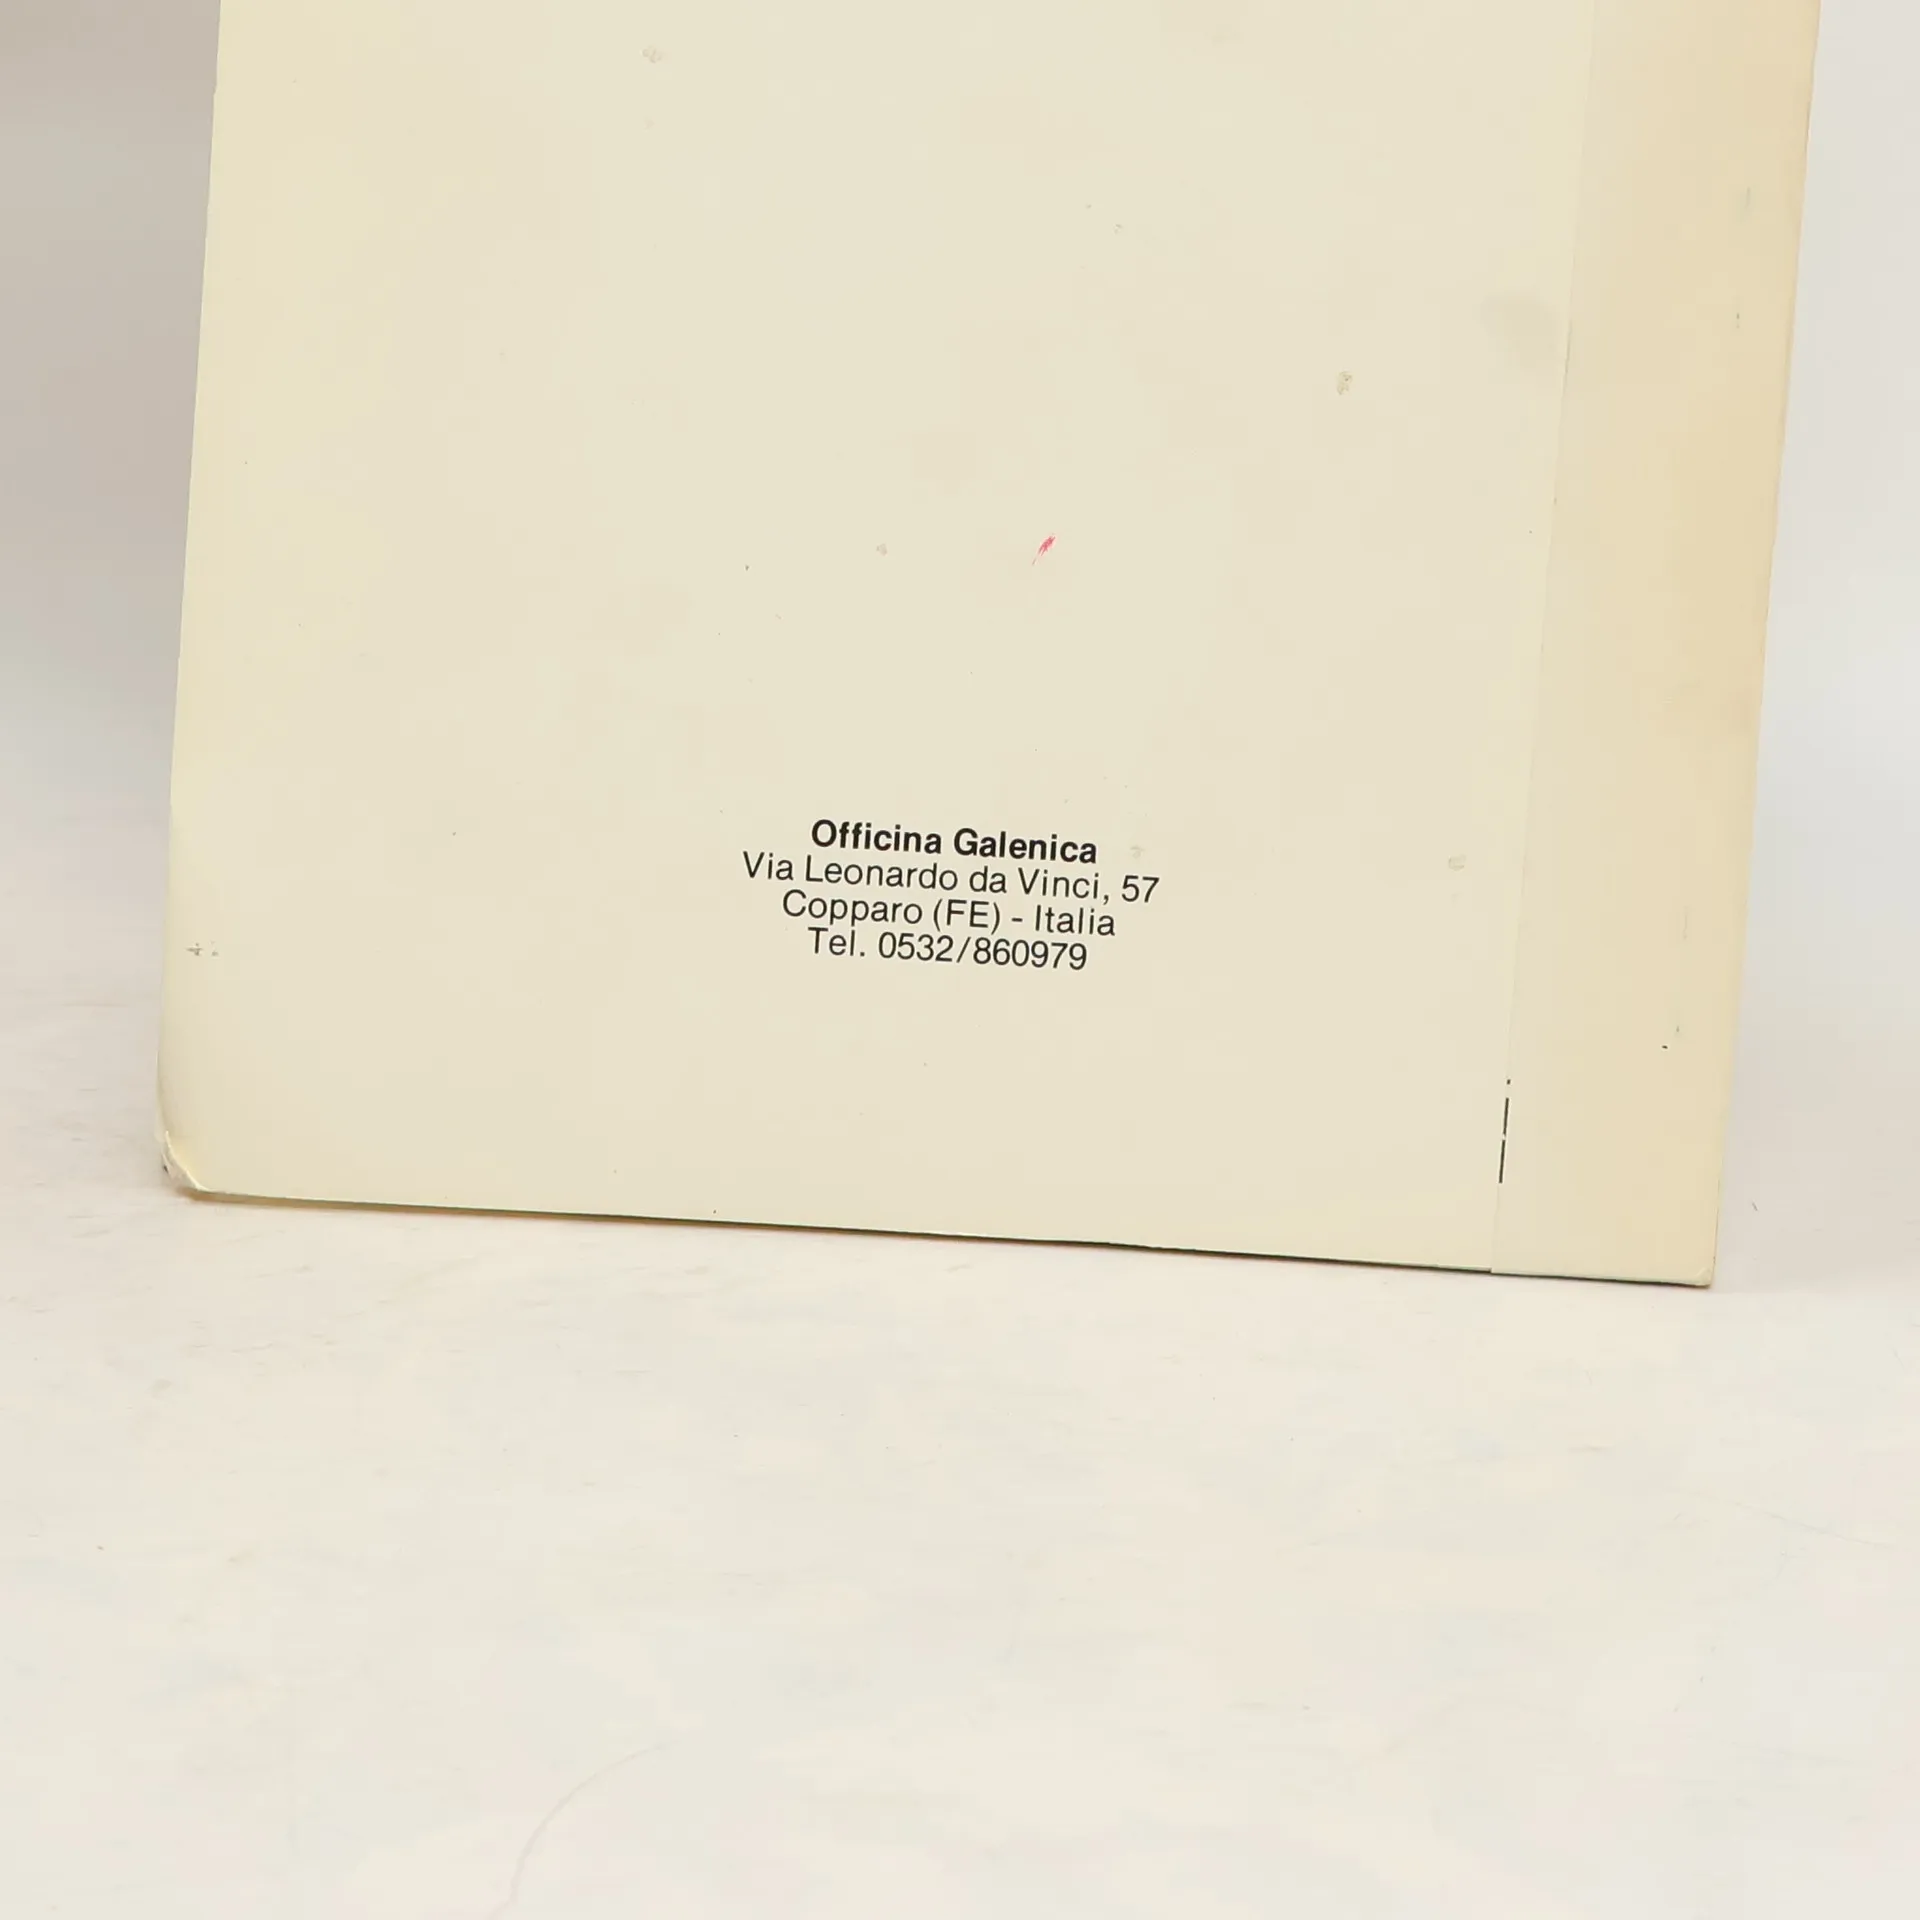 Officina Galenica
Via Leonardo da Vinci, 57
Copparo (FE) - Italia
Tel. 0532/860979